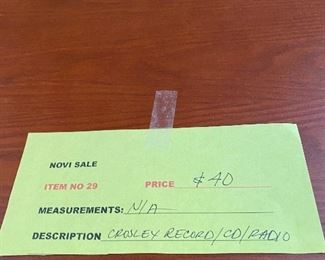 NOVI SALE
ITEM NO 29 PRICE $40
MEASUREMENTS: N/A
DESCRIPTION CROSLEY RECORD/CD/RADIO